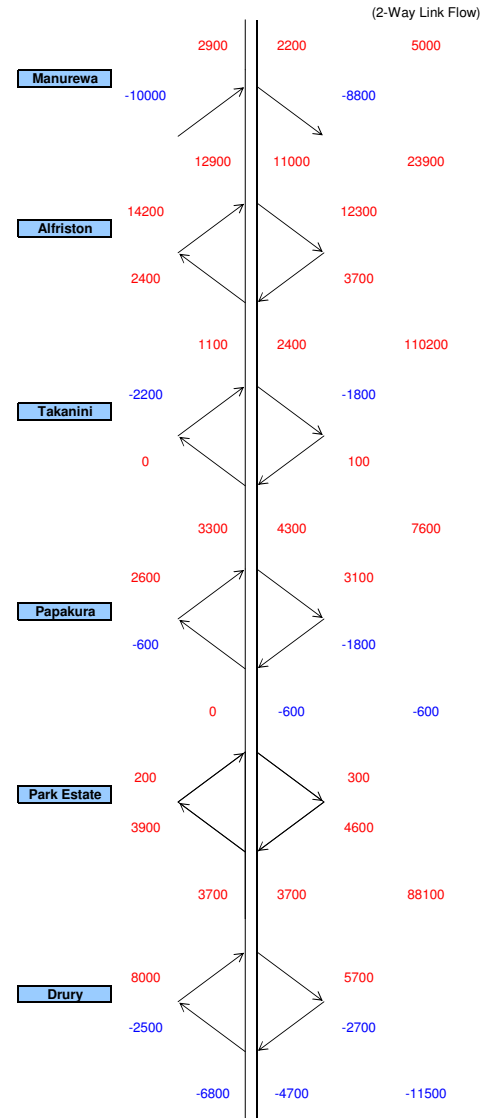 (2-Way Link Flow)
2900 2200 5000
Manurewa
-10000 -8800
12900 11000 23900
14200 12300
Alfriston
2400 3700
1100 2400 110200
-2200 -1800
Takanini
0 100
3300 4300 7600
2600 3100
Papakura
-600 -1800
0 -600 -600
200 300
Park Estate
3900 4600
3700 3700 88100
8000 5700
Drury
-2500 -2700
-6800 -4700 -11500